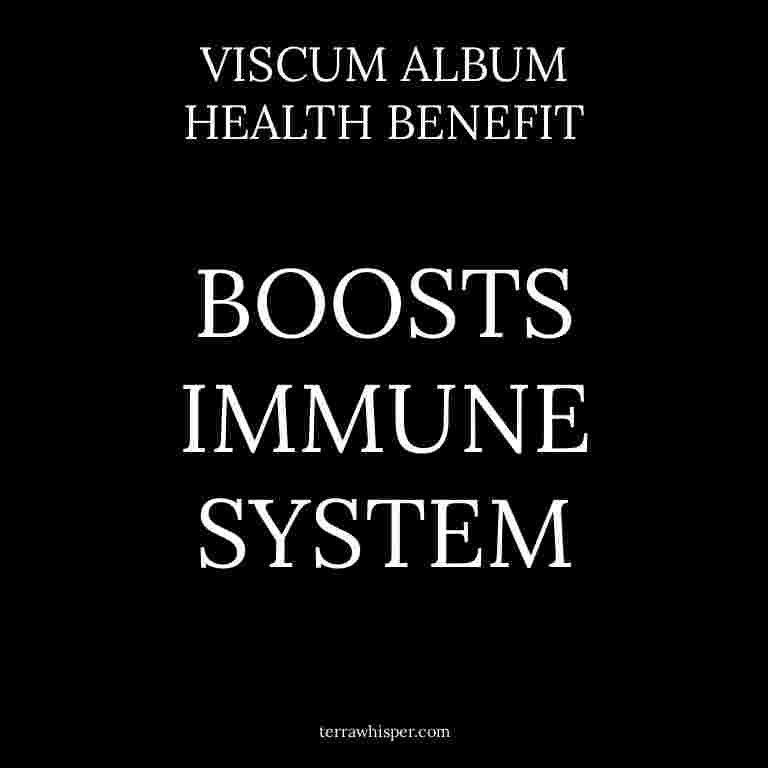 VISCUM ALBUM
HEALTH BENEFIT
BOOSTS
IMMUNE
SYSTEM
terrawhisper.com